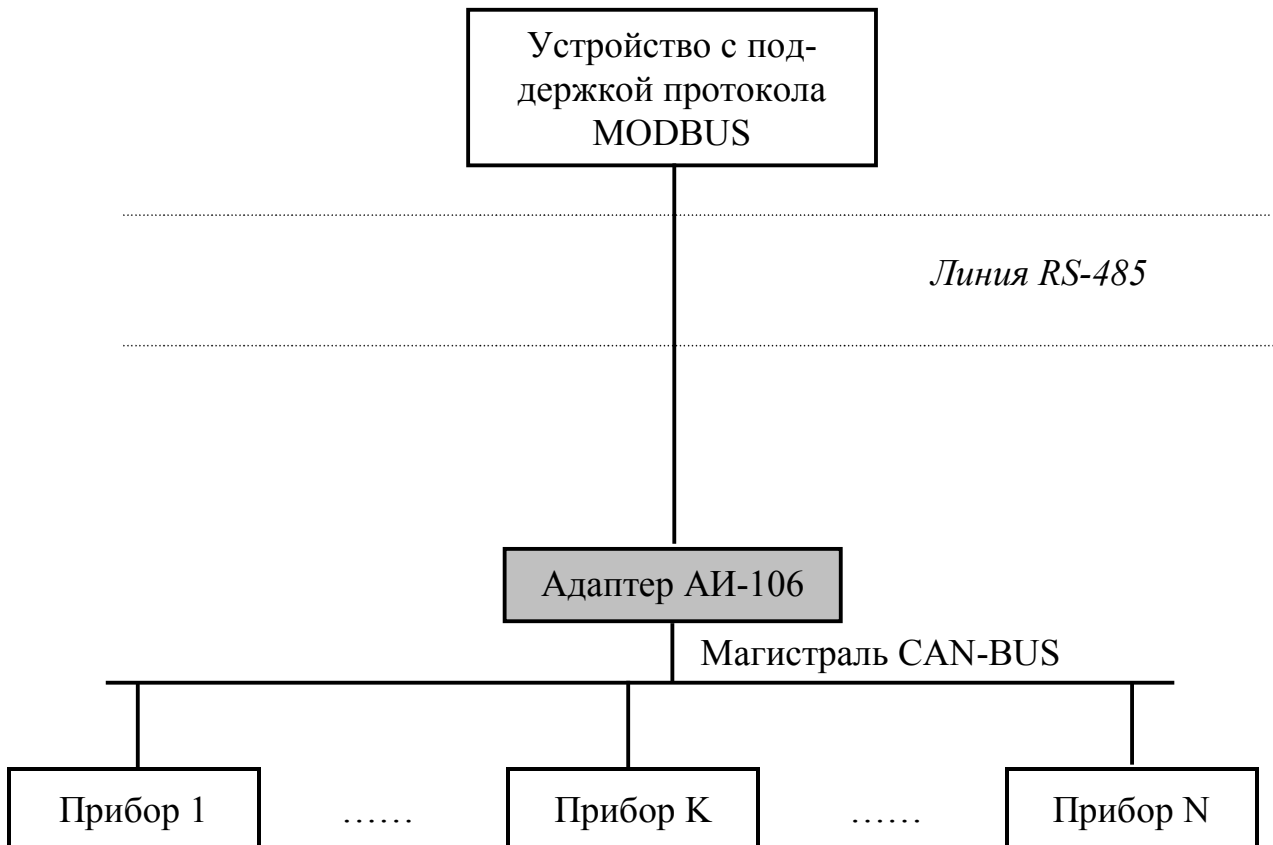 Устройство с под-
держкой протокола
MODBUS
Линия RS-485
Адаптер АИ-106
Магистраль CAN-BUS
Прибор 1 …… Прибор K …… Прибор N